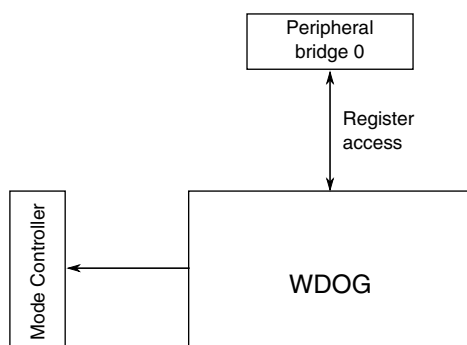 Peripheral
bridge 0
Register
access
Mode Controller
WDOG